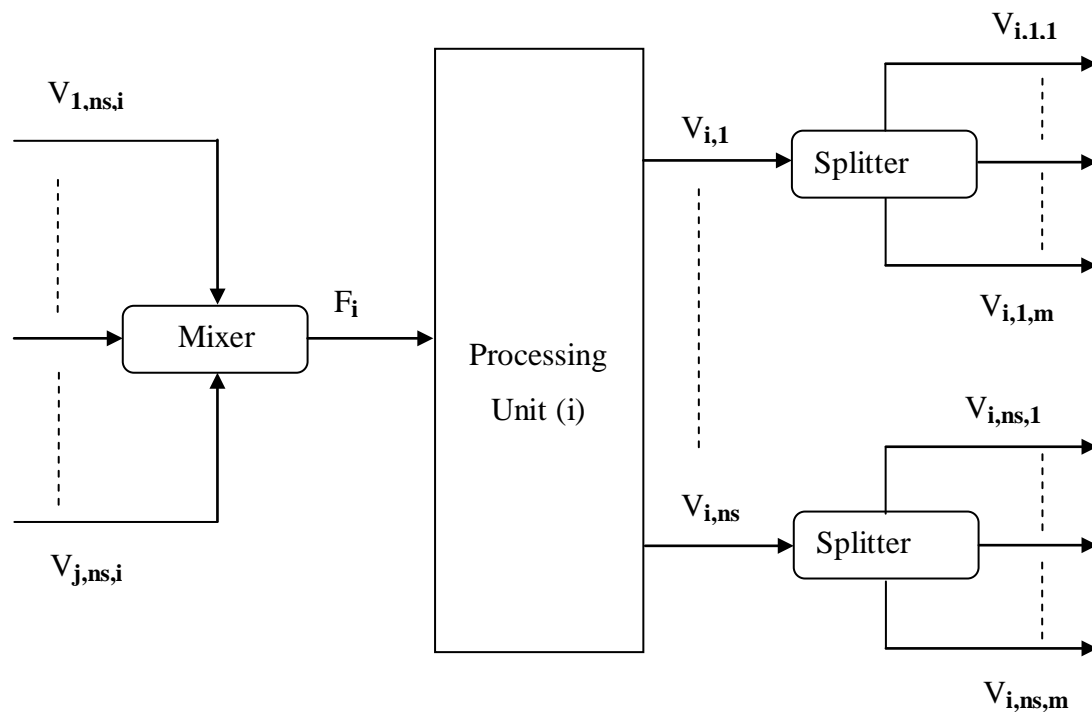 V1,ns,i
Vj,ns,i
Mixer
Fi
Processing
Unit (i)
Vi,1
Vi,ns
Splitter
Splitter
Vi,1,1
Vi,1,m
Vi,ns,1
Vi,ns,m